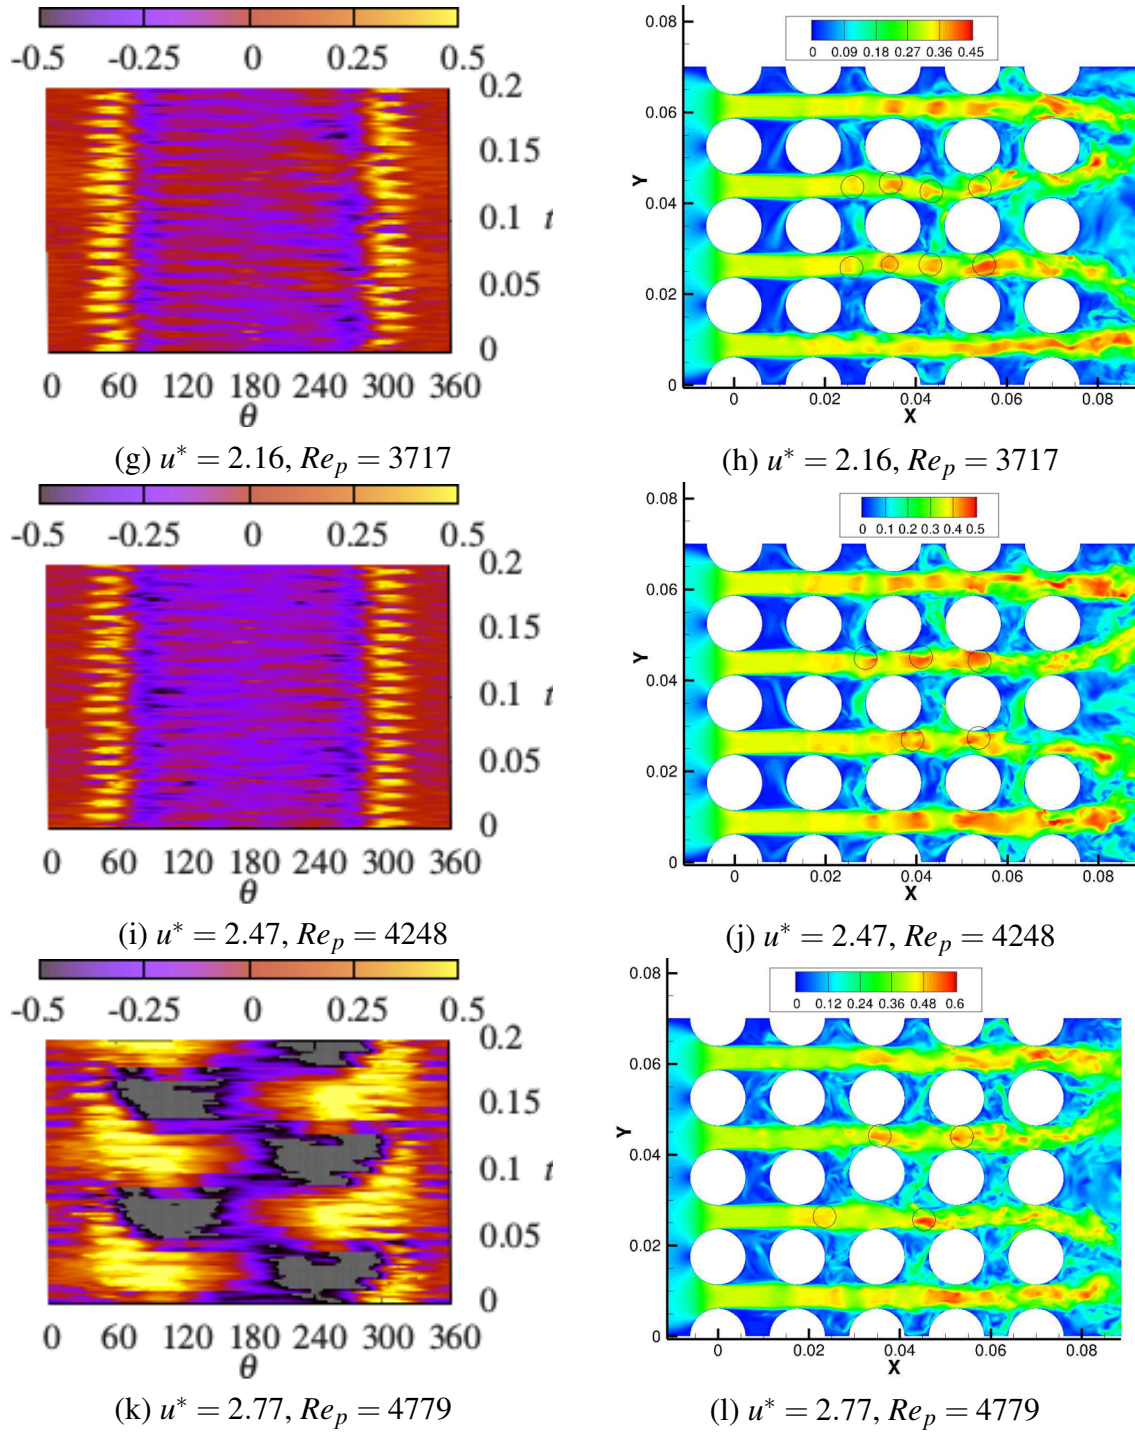 -0.5 -0.25 0 0.25 0.5
0.2
0.15
0.1 t
0.05
0
0 60 120 180 240 300 360
θ
(g) u* = 2.16, Re_p = 3717
0.08
0 0.09 0.18 0.27 0.36 0.45
0.06
Y
0.04
0.02
0
0 0.02 0.04 0.06 0.08
X
(h) u* = 2.16, Re_p = 3717
-0.5 -0.25 0 0.25 0.5
0.2
0.15
0.1 t
0.05
0
0 60 120 180 240 300 360
θ
(i) u* = 2.47, Re_p = 4248
0.08
0 0.1 0.2 0.3 0.4 0.5
0.06
Y
0.04
0.02
0
0 0.02 0.04 0.06 0.08
X
(j) u* = 2.47, Re_p = 4248
-0.5 -0.25 0 0.25 0.5
0.2
0.15
0.1 t
0.05
0
0 60 120 180 240 300 360
θ
(k) u* = 2.77, Re_p = 4779
0.08
0 0.12 0.24 0.36 0.48 0.6
0.06
Y
0.04
0.02
0
0 0.02 0.04 0.06 0.08
X
(l) u* = 2.77, Re_p = 4779